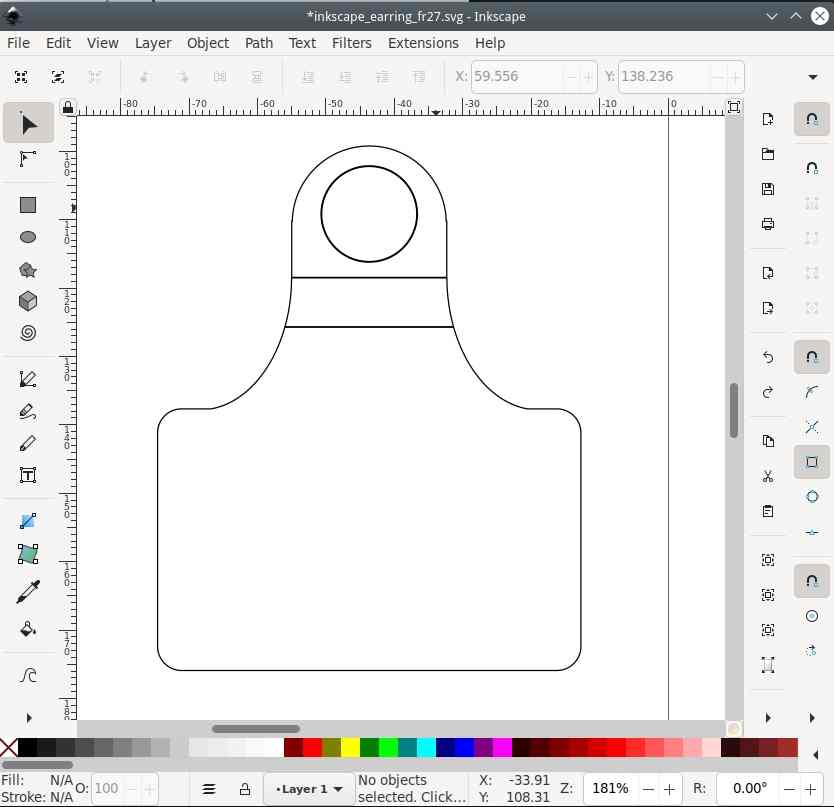 *inkscape_earring_fr27.svg - Inkscape
File Edit View Layer Object Path Text Filters Extensions Help
X: 59.556 Y: 138.236
-80 -70 -60 -50 -40 -30 -20 -10 0
100
110
120
130
140
150
160
170
180
Fill: N/A O: 100
Stroke: N/A
Layer 1
No objects
selected. Click...
X: -33.91
Y: 108.31
Z: 181%
R: 0.00°